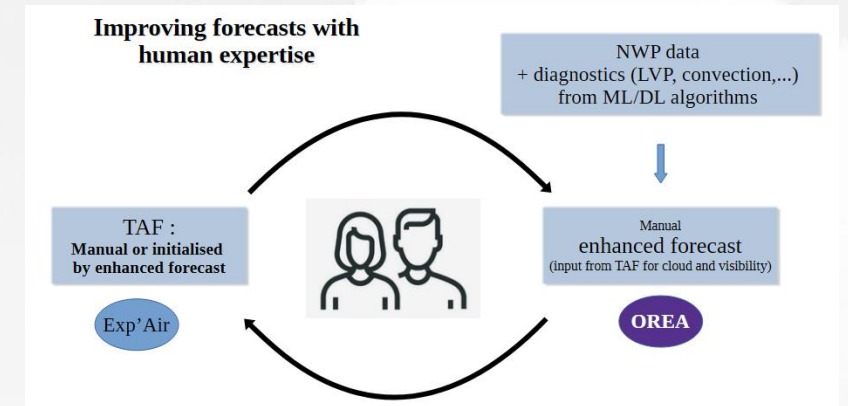 Improving forecasts with
human expertise
NWP data
+ diagnostics (LVP, convection,...)
from ML/DL algorithms
TAF :
Manual or initialised
by enhanced forecast
Exp'Air
Manual
enhanced forecast
(input from TAF for cloud and visibility)
OREA